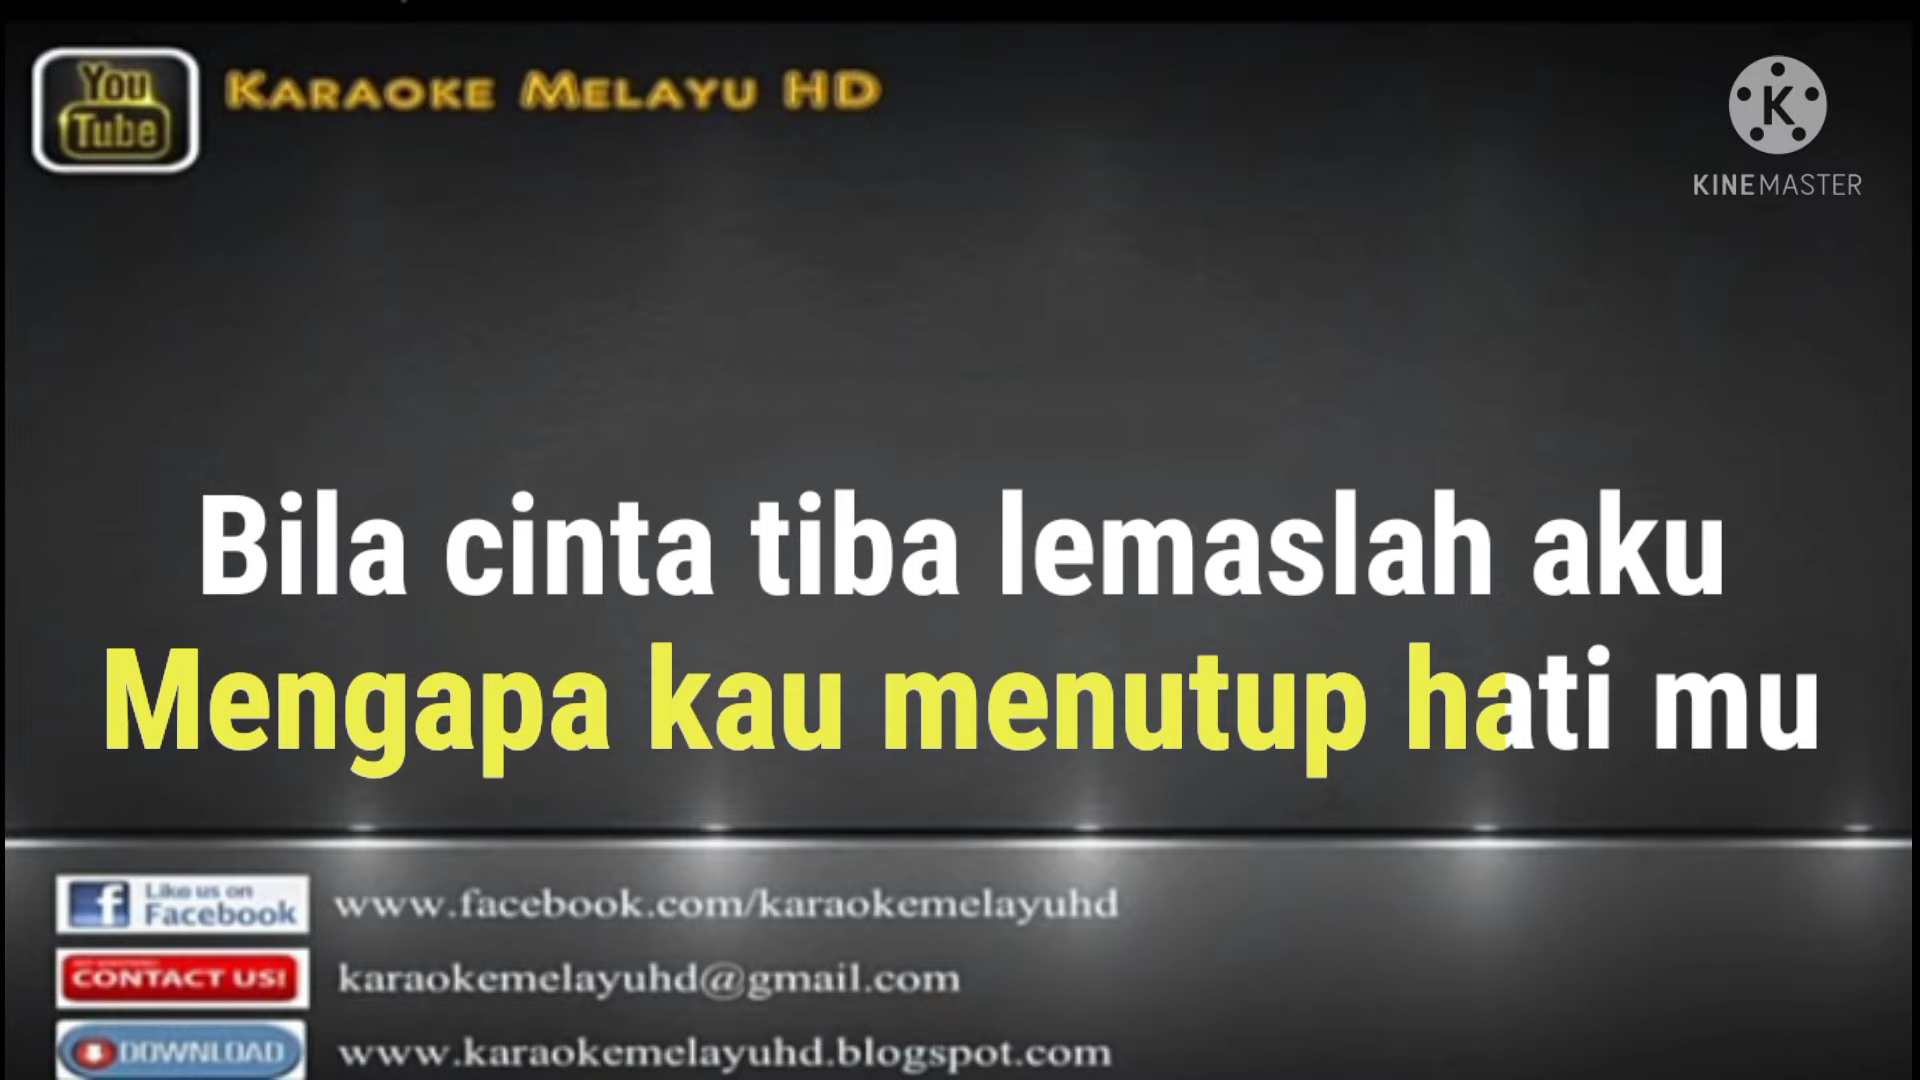 You
Tube
KARAOKE MELAYU HD
K
KINEMASTER
Bila cinta tiba lemaslah aku
Mengapa kau menutup hati mu
f Like us on
Facebook
www.facebook.com/karaokemelayuhd
CONTACT US!
karaokemelayuhd@gmail.com
DOWNLOAD
www.karaokemelayuhd.blogspot.com